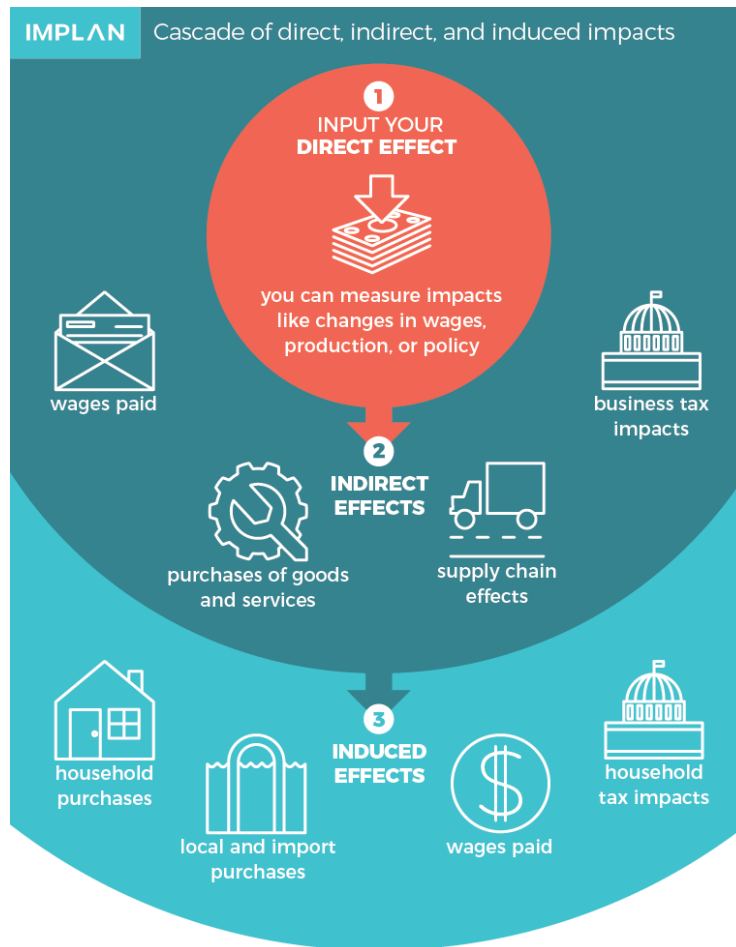 IMPLAN
Cascade of direct, indirect, and induced impacts
1
INPUT YOUR
DIRECT EFFECT
you can measure impacts
like changes in wages,
production, or policy
wages paid
business tax
impacts
2
INDIRECT
EFFECTS
purchases of goods
and services
supply chain
effects
3
INDUCED
EFFECTS
household
purchases
local and import
purchases
wages paid
household
tax impacts